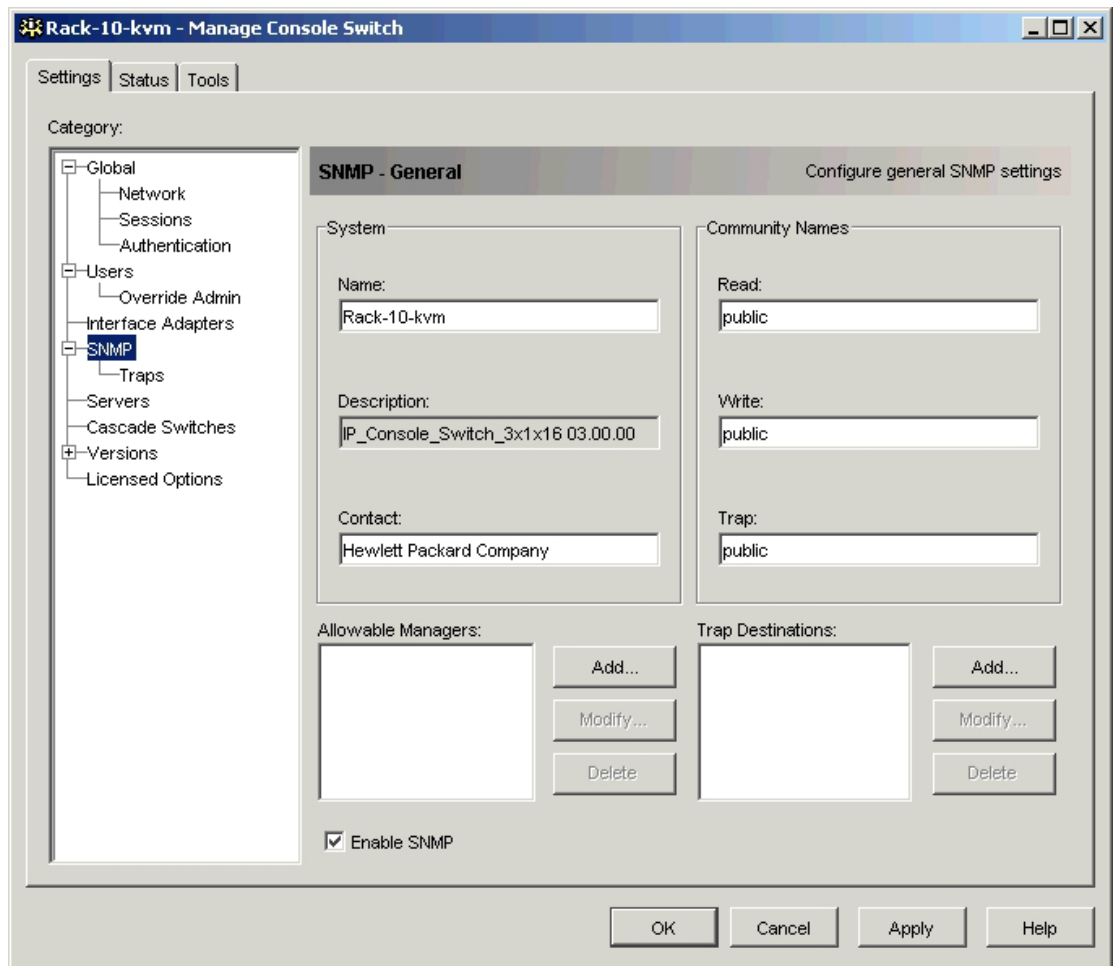 Rack-10-kvm - Manage Console Switch
Settings Status Tools
Category:
Global
Network
Sessions
Authentication
Users
Override Admin
Interface Adapters
SNMP
Traps
Servers
Cascade Switches
Versions
Licensed Options
SNMP - General Configure general SNMP settings
System
Name:
Rack-10-kvm
Description:
IP_Console_Switch_3x1x16 03.00.00
Contact:
Hewlett Packard Company
Community Names
Read:
public
Write:
public
Trap:
public
Allowable Managers:
Add...
Modify...
Delete
Trap Destinations:
Add...
Modify...
Delete
Enable SNMP
OK Cancel Apply Help